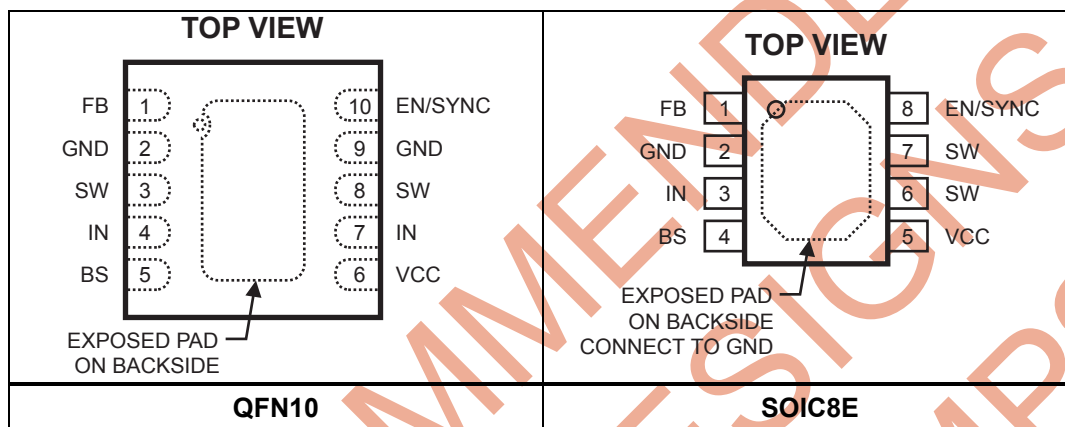 TOP VIEW
FB 1 10 EN/SYNC
GND 2 9 GND
SW 3 8 SW
IN 4 7 IN
BS 5 6 VCC
EXPOSED PAD
ON BACKSIDE
QFN10
TOP VIEW
FB 1 8 EN/SYNC
GND 2 7 SW
IN 3 6 SW
BS 4 5 VCC
EXPOSED PAD
ON BACKSIDE
CONNECT TO GND
SOIC8E